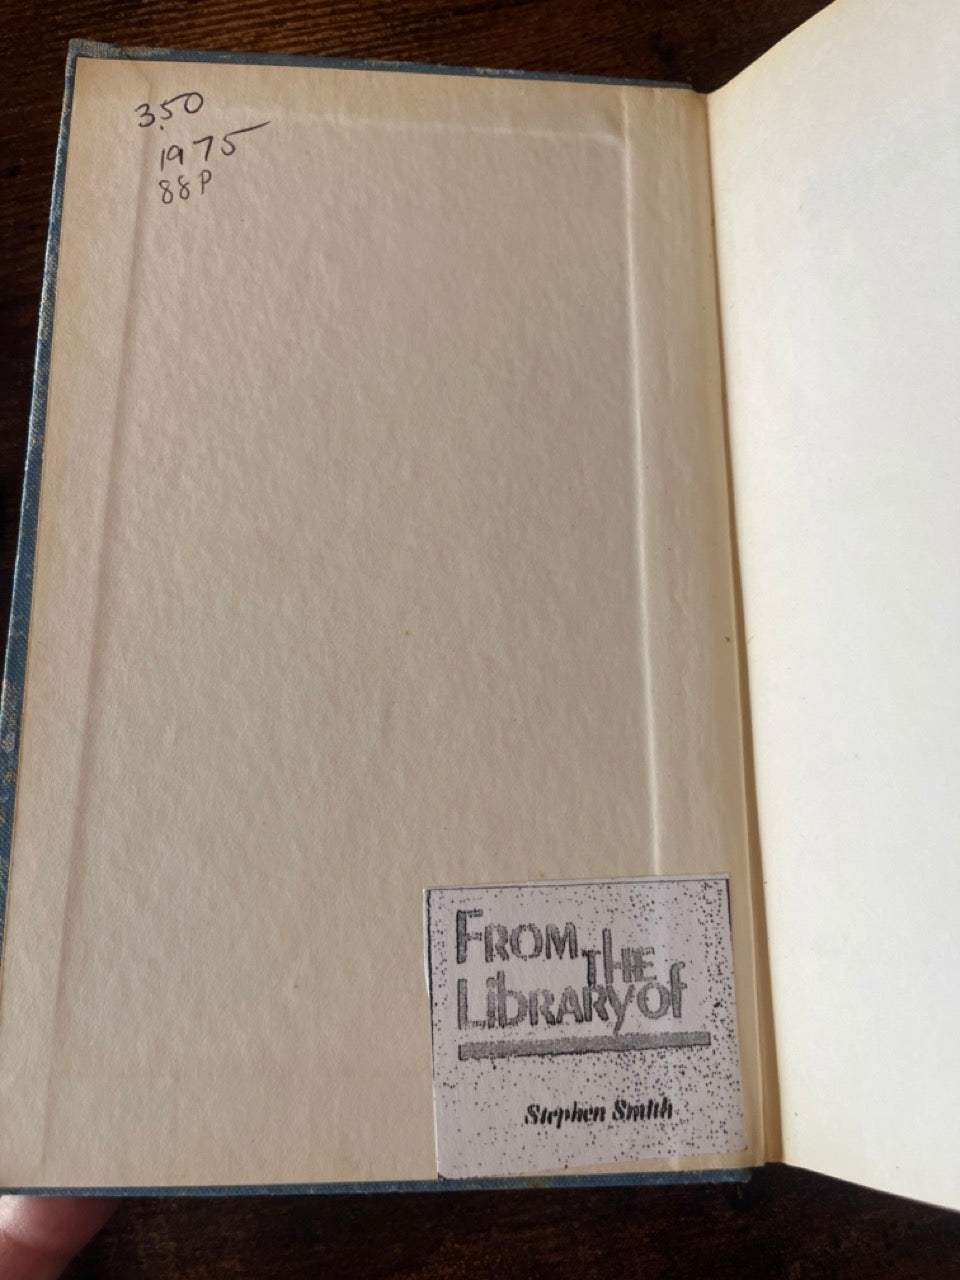 3.50
1975
88P
FROM THE
LibRARY of
Stephen Smith